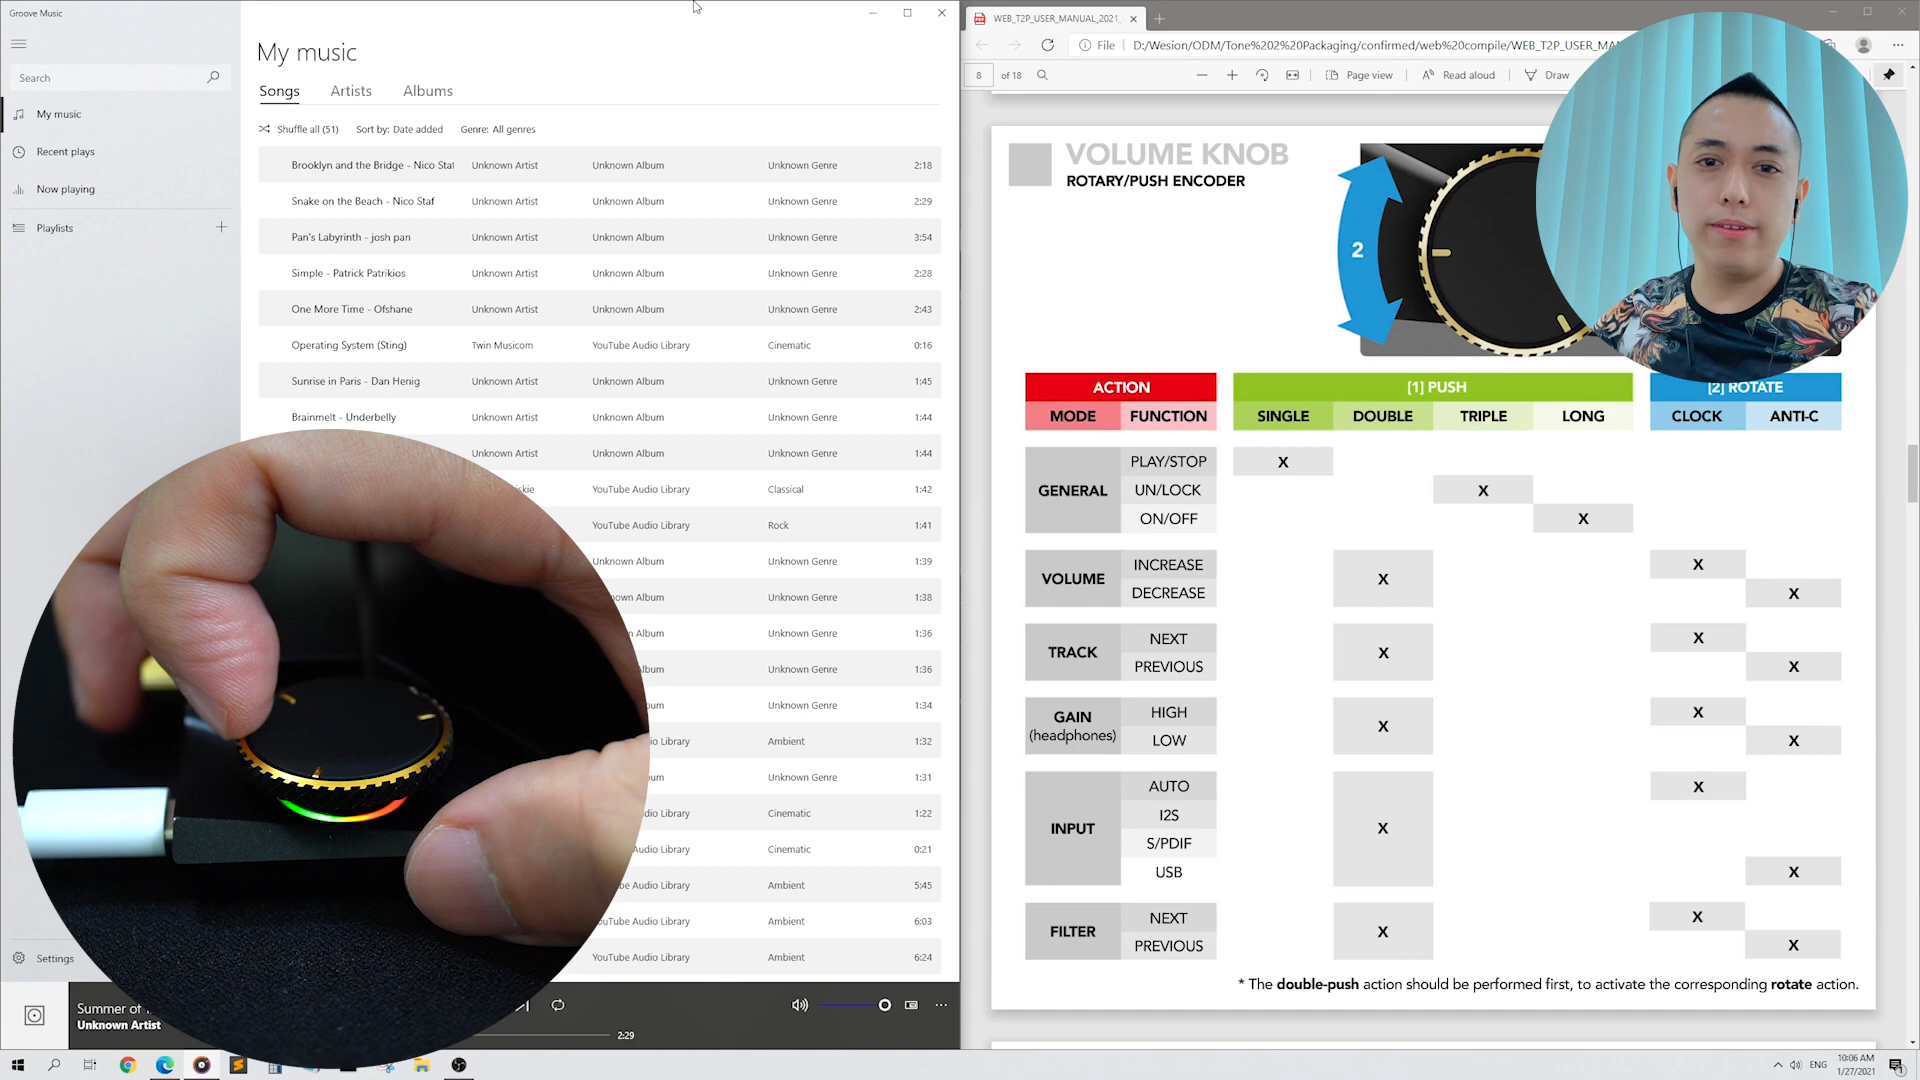 Groove Music
Search
My music
Recent plays
Now playing
Playlists
Settings
My music
Songs Artists Albums
Shuffle all (51) Sort by: Date added Genre: All genres
Brooklyn and the Bridge - Nico Staf Unknown Artist Unknown Album Unknown Genre 2:18
Snake on the Beach - Nico Staf Unknown Artist Unknown Album Unknown Genre 2:29
Pan's Labyrinth - josh pan Unknown Artist Unknown Album Unknown Genre 3:54
Simple - Patrick Patrikios Unknown Artist Unknown Album Unknown Genre 2:28
One More Time - Ofshane Unknown Artist Unknown Album Unknown Genre 2:43
Operating System (Sting) Twin Musicom YouTube Audio Library Cinematic 0:16
Sunrise in Paris - Dan Henig Unknown Artist Unknown Album Unknown Genre 1:45
Brainmelt - Underbelly Unknown Artist Unknown Album Unknown Genre 1:44
Unknown Artist Unknown Album Unknown Genre 1:44
YouTube Audio Library Classical 1:42
YouTube Audio Library Rock 1:41
Unknown Album Unknown Genre 1:39
Album Unknown Genre 1:38
Album Unknown Genre 1:36
Album Unknown Genre 1:36
Unknown Genre 1:34
Library Ambient 1:32
Unknown Genre 1:31
Library Cinematic 1:22
Audio Library Cinematic 0:21
Audio Library Ambient 5:45
Audio Library Ambient 6:03
YouTube Audio Library Ambient 6:24
Summer of
Unknown Artist
2:29
WEB_T2P_USER_MANUAL_2021
File D:/Wesion/ODM/Tone%202%20Packaging/confirmed/web%20compile/WEB_T2P_USER_MA
8 of 18 Page view Read aloud Draw
VOLUME KNOB
ROTARY/PUSH ENCODER
2
ACTION [1] PUSH [2] ROTATE
MODE FUNCTION SINGLE DOUBLE TRIPLE LONG CLOCK ANTI-C
GENERAL
PLAY/STOP X
UN/LOCK X
ON/OFF X
VOLUME X
INCREASE X
DECREASE X
TRACK X
NEXT X
PREVIOUS X
GAIN
(headphones) X
HIGH X
LOW X
INPUT X
AUTO X
I2S
S/PDIF
USB X
FILTER X
NEXT X
PREVIOUS X
* The double-push action should be performed first, to activate the corresponding rotate action.
ENG
10:06 AM
1/27/2021